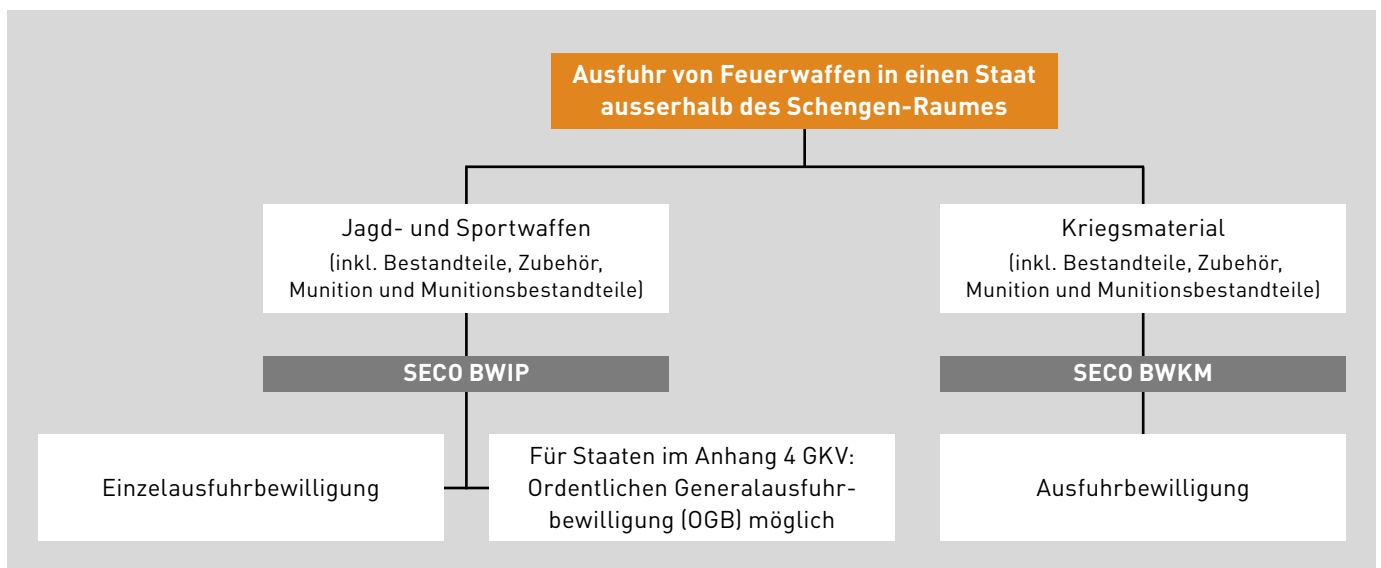 Ausfuhr von Feuerwaffen in einen Staat
ausserhalb des Schengen-Raumes
Jagd- und Sportwaffen
(inkl. Bestandteile, Zubehör,
Munition und Munitionsbestandteile)
Kriegsmaterial
(inkl. Bestandteile, Zubehör,
Munition und Munitionsbestandteile)
SECO BWIP
SECO BWKM
Einzelausfuhrbewilligung
Für Staaten im Anhang 4 GKV:
Ordentlichen Generalausfuhr-
bewilligung (OGB) möglich
Ausfuhrbewilligung